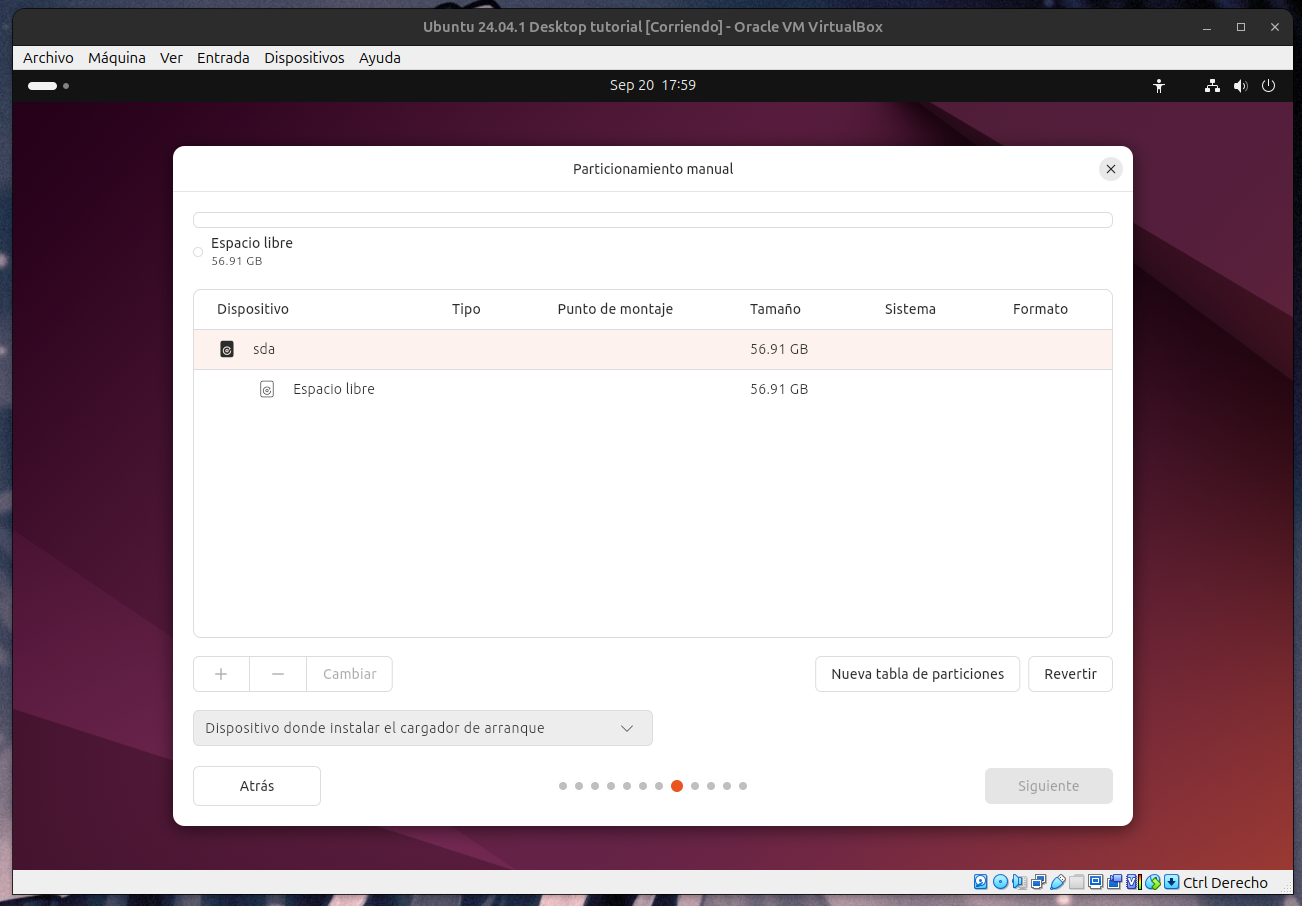 Ubuntu 24.04.1 Desktop tutorial [Corriendo] - Oracle VM VirtualBox
Archivo Máquina Ver Entrada Dispositivos Ayuda
Sep 20 17:59
Particionamiento manual
Espacio libre
56.91 GB
Dispositivo Tipo Punto de montaje Tamaño Sistema Formato
sda 56.91 GB
Espacio libre 56.91 GB
+ − Cambiar Nueva tabla de particiones Revertir
Dispositivo donde instalar el cargador de arranque
Atrás Siguiente
Ctrl Derecho